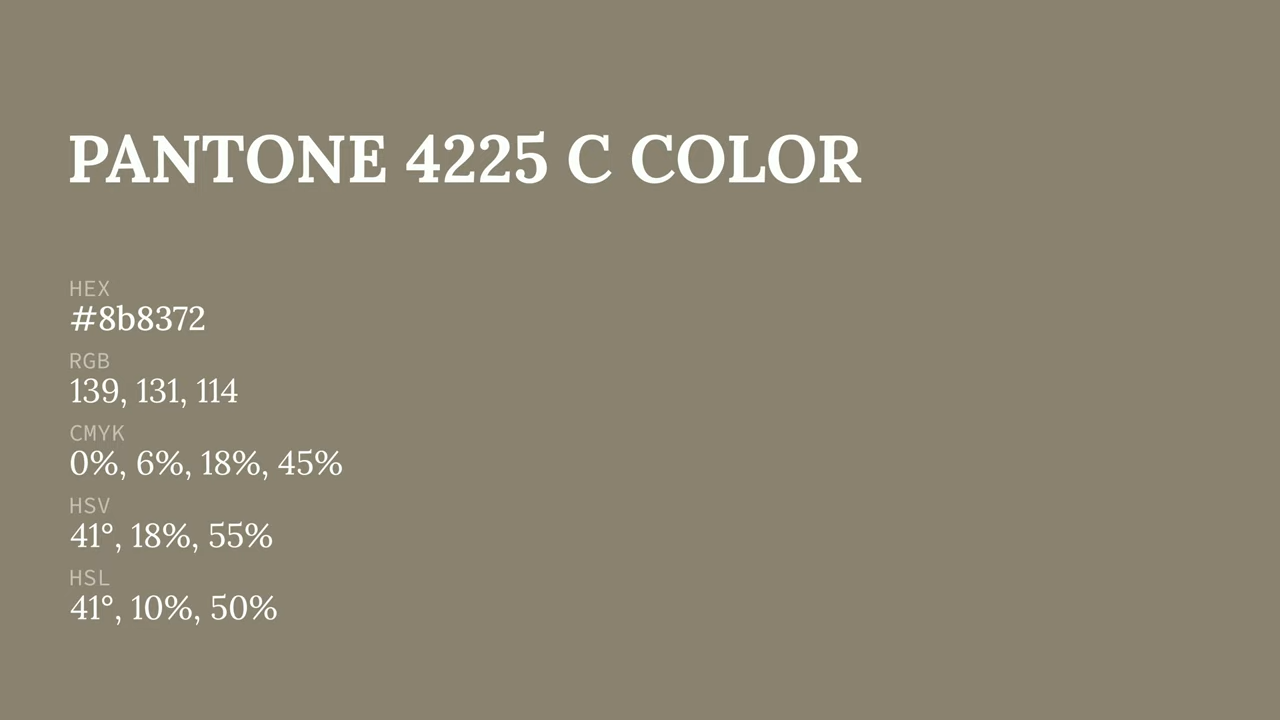 PANTONE 4225 C COLOR
HEX
#8b8372
RGB
139, 131, 114
CMYK
0%, 6%, 18%, 45%
HSV
41°, 18%, 55%
HSL
41°, 10%, 50%